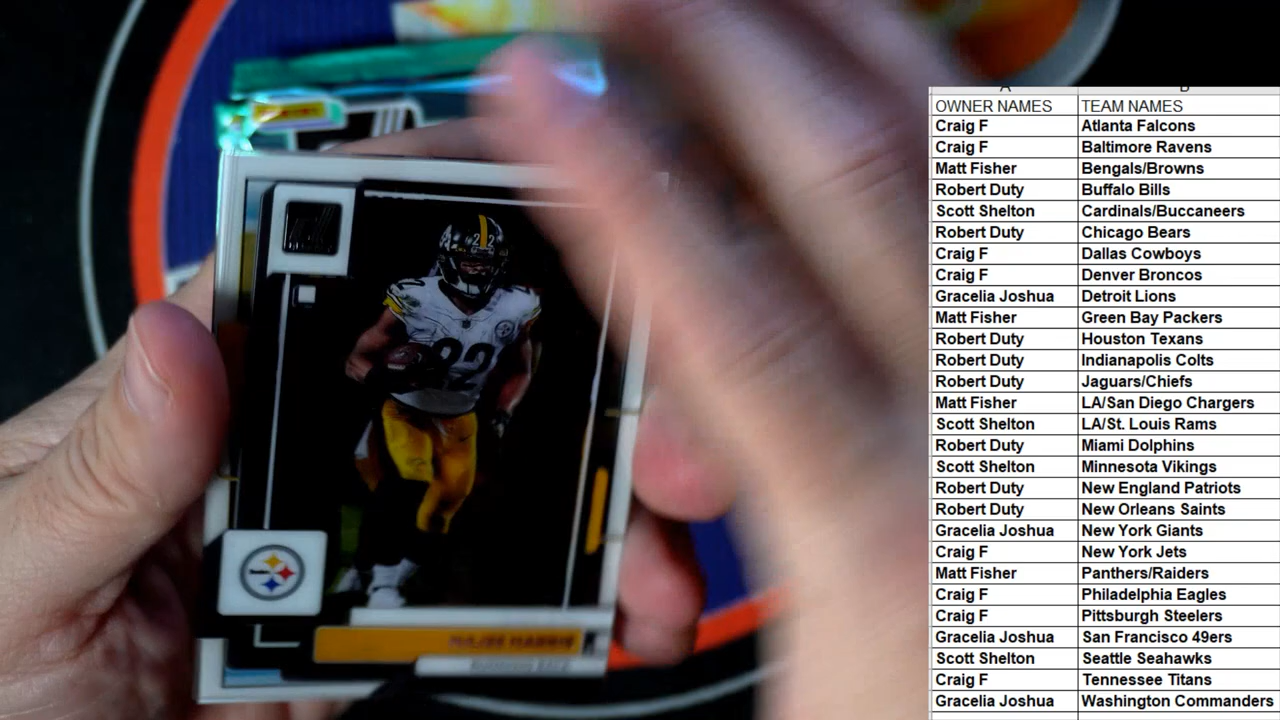 A B
OWNER NAMES TEAM NAMES
Craig F Atlanta Falcons
Craig F Baltimore Ravens
Matt Fisher Bengals/Browns
Robert Duty Buffalo Bills
Scott Shelton Cardinals/Buccaneers
Robert Duty Chicago Bears
Craig F Dallas Cowboys
Craig F Denver Broncos
Gracelia Joshua Detroit Lions
Matt Fisher Green Bay Packers
Robert Duty Houston Texans
Robert Duty Indianapolis Colts
Robert Duty Jaguars/Chiefs
Matt Fisher LA/San Diego Chargers
Scott Shelton LA/St. Louis Rams
Robert Duty Miami Dolphins
Scott Shelton Minnesota Vikings
Robert Duty New England Patriots
Robert Duty New Orleans Saints
Gracelia Joshua New York Giants
Craig F New York Jets
Matt Fisher Panthers/Raiders
Craig F Philadelphia Eagles
Craig F Pittsburgh Steelers
Gracelia Joshua San Francisco 49ers
Scott Shelton Seattle Seahawks
Craig F Tennessee Titans
Gracelia Joshua Washington Commanders
22
22
Steelers
NAJEE HARRIS